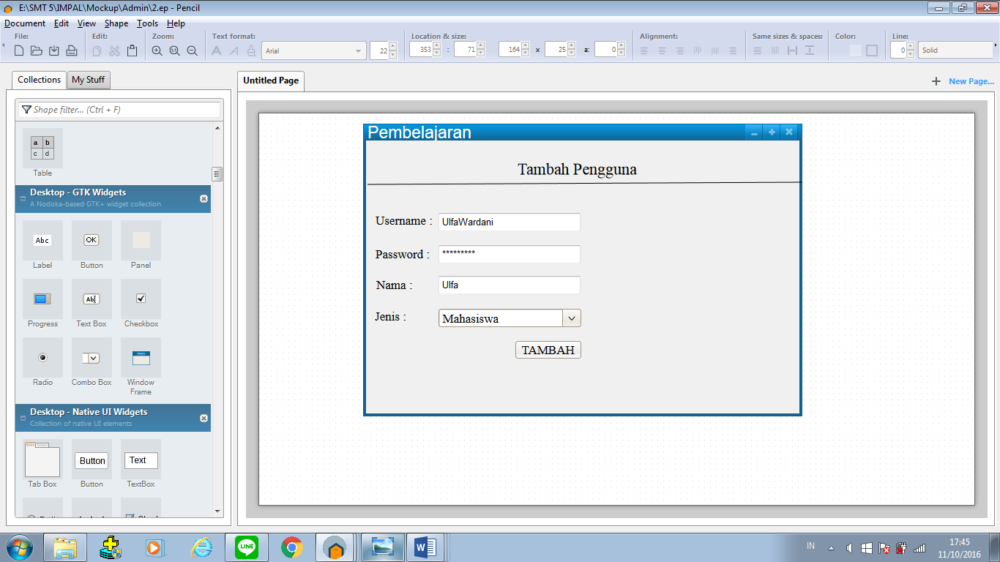 E:\SMT 5\IMPAL\Mockup\Admin\2.ep - Pencil
Document Edit View Shape Tools Help
File: Edit: Zoom: Text format: Location & size: Alignment: Same sizes & spaces: Color: Line:
Arial 22 353 : 71 164 x 25 a: 0 0 Solid
Collections My Stuff
Untitled Page
New Page...
Shape filter... (Ctrl + F)
a b
c d
Table
Desktop - GTK Widgets
A Nodoka-based GTK+ widget collection
Abc OK
Label Button Panel
Ab
Progress Text Box Checkbox
Radio Combo Box Window Frame
Desktop - Native UI Widgets
Collection of native UI elements
Button Text
Tab Box Button TextBox
Pembelajaran
Tambah Pengguna
Username : UlfaWardani
Password : *********
Nama : Ulfa
Jenis : Mahasiswa
TAMBAH
LINE
IN
17:45
11/10/2016